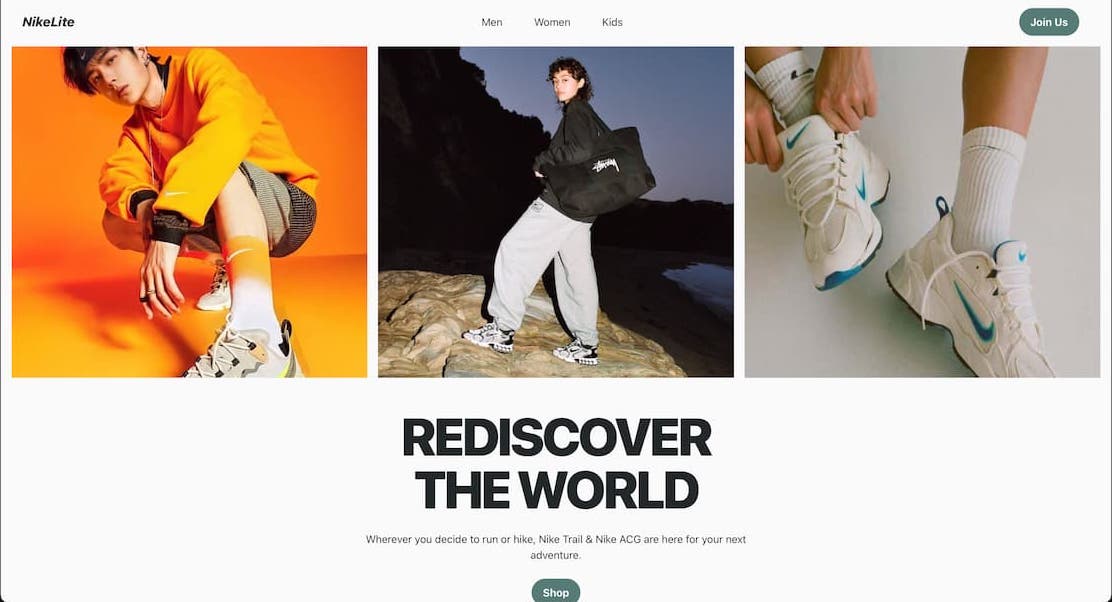 NikeLite
Men
Women
Kids
Join Us
REDISCOVER
THE WORLD
Wherever you decide to run or hike, Nike Trail & Nike ACG are here for your next
adventure.
Shop